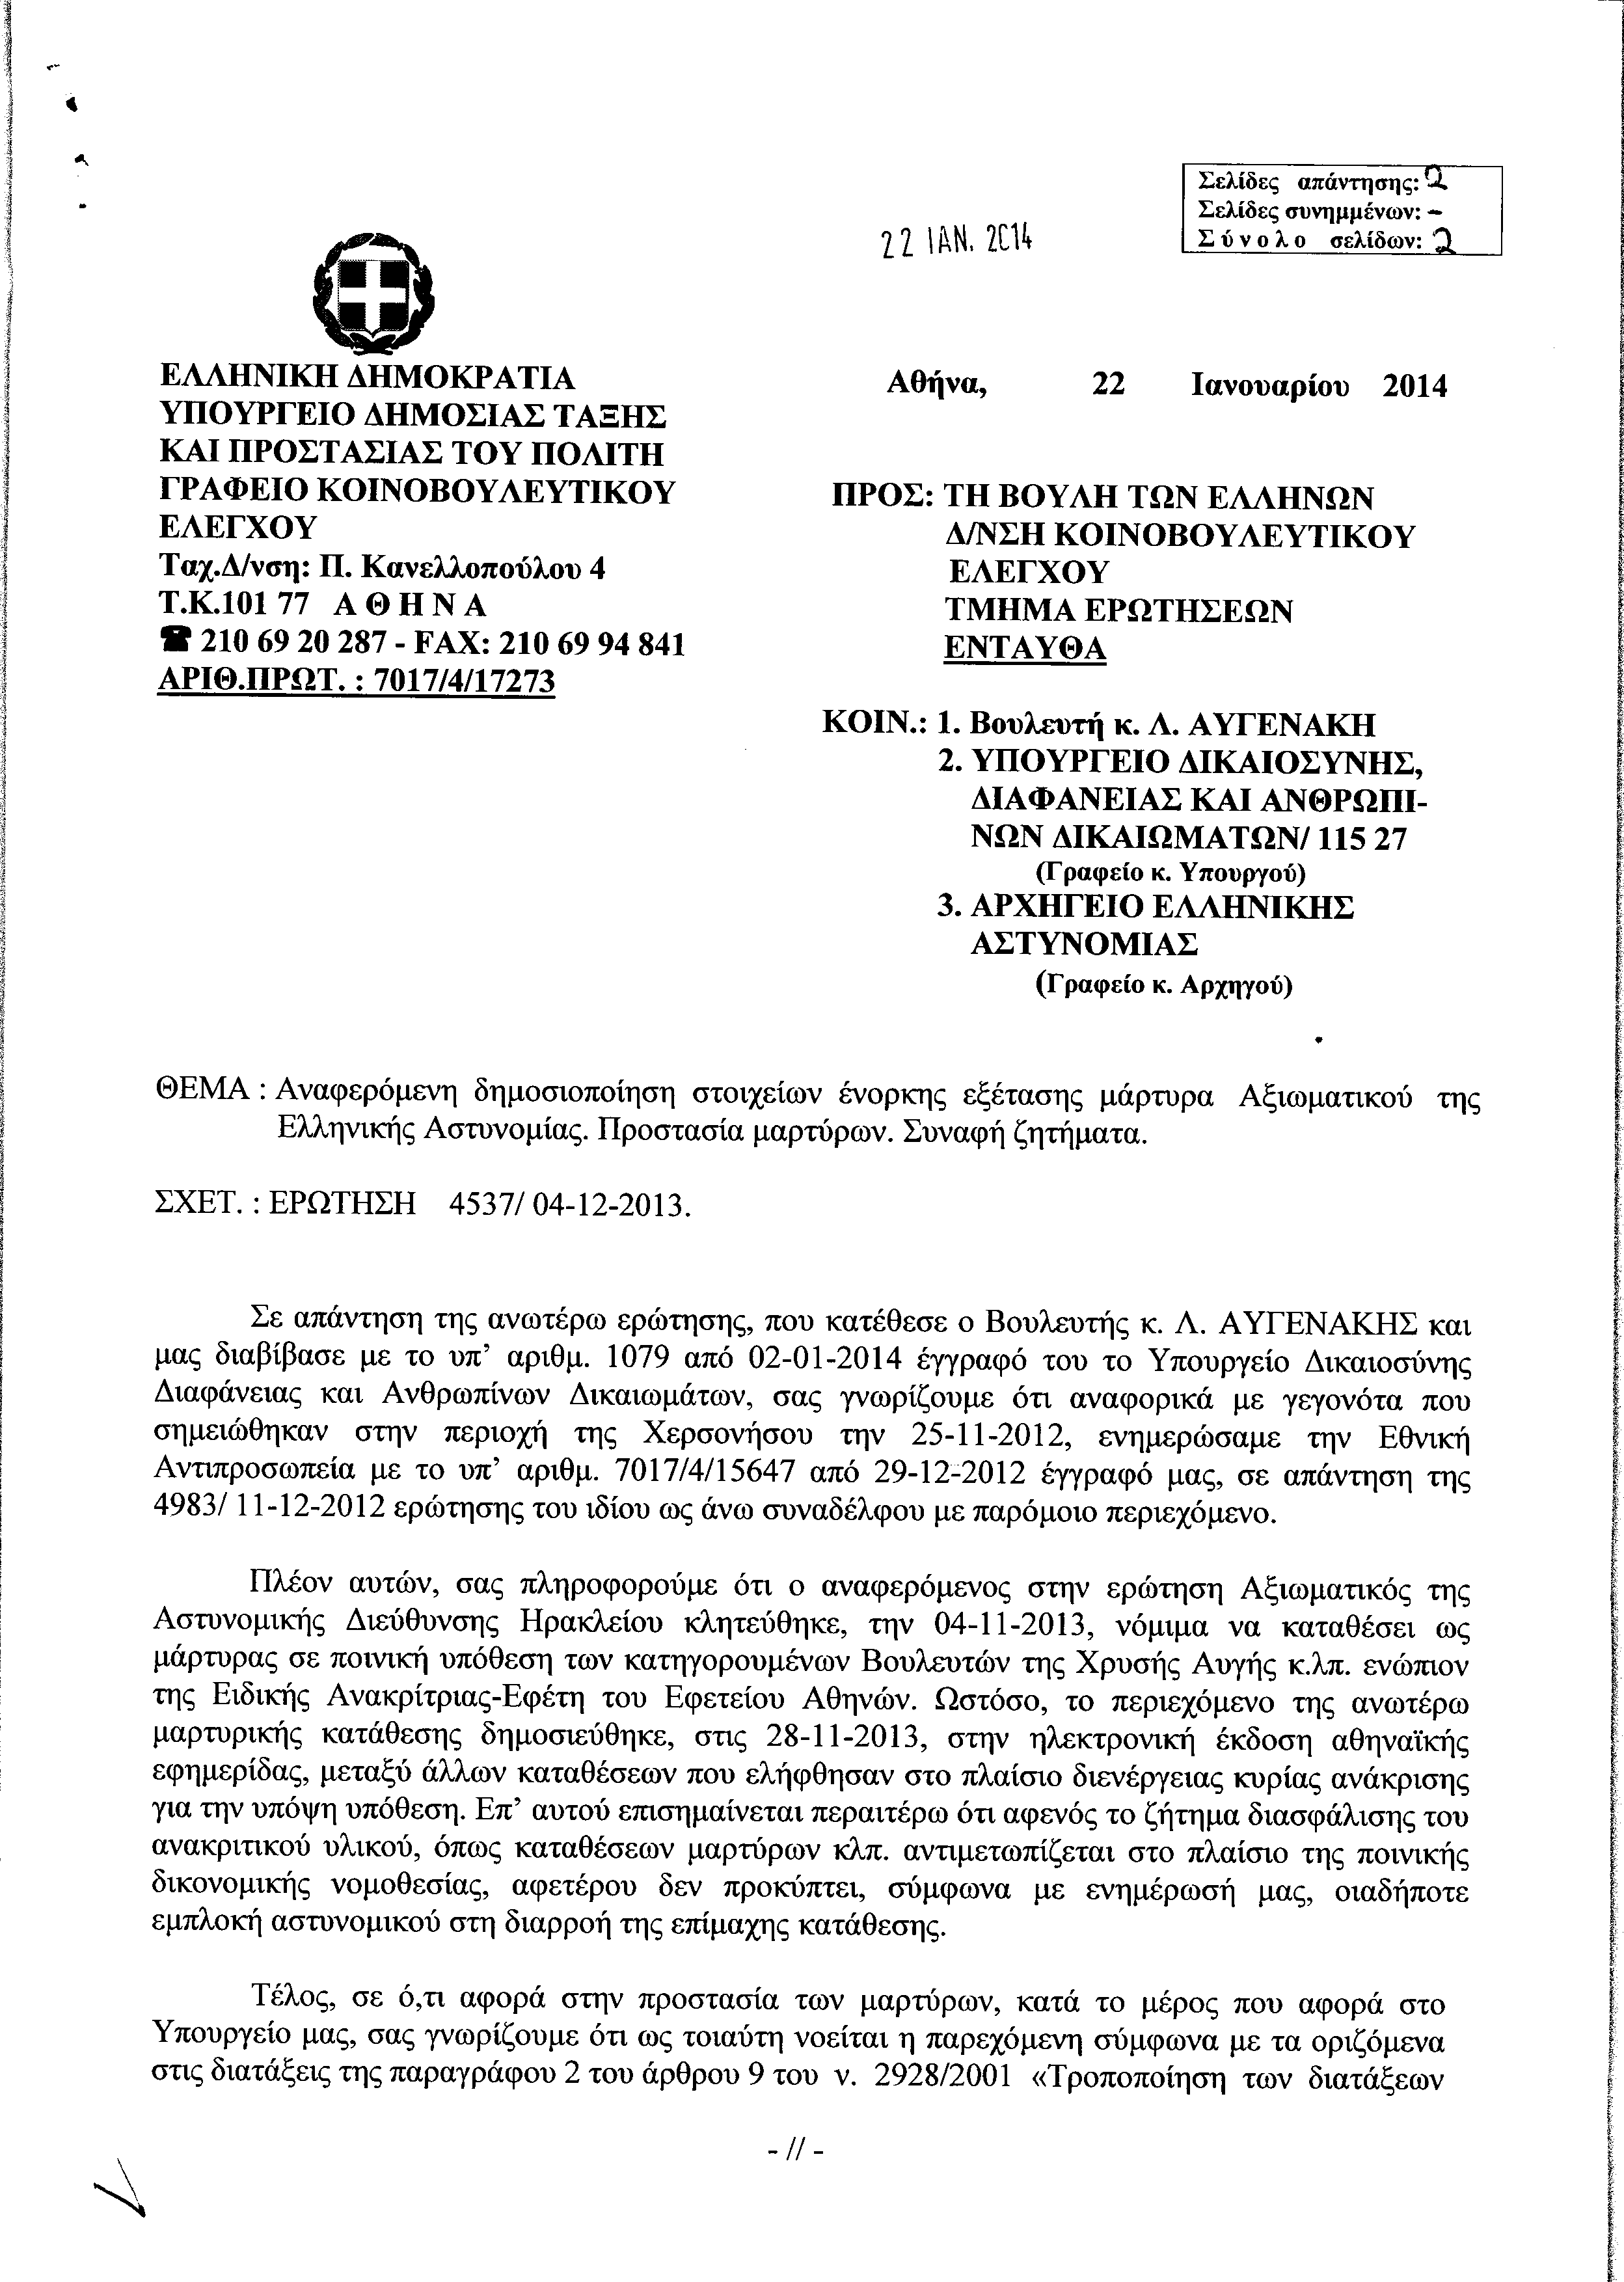 Σελίδες απάντησης: 2
Σελίδες συνημμένων: –
Σύνολο σελίδων: 2
22 ΙΑΝ. 2014
ΕΛΛΗΝΙΚΗ ΔΗΜΟΚΡΑΤΙΑ
ΥΠΟΥΡΓΕΙΟ ΔΗΜΟΣΙΑΣ ΤΑΞΗΣ
ΚΑΙ ΠΡΟΣΤΑΣΙΑΣ ΤΟΥ ΠΟΛΙΤΗ
ΓΡΑΦΕΙΟ ΚΟΙΝΟΒΟΥΛΕΥΤΙΚΟΥ
ΕΛΕΓΧΟΥ
Ταχ.Δ/νση: Π. Κανελλοπούλου 4
Τ.Κ.101 77 Α Θ Η Ν Α
☎ 210 69 20 287 - FAX: 210 69 94 841
ΑΡΙΘ.ΠΡΩΤ. : 7017/4/17273
Αθήνα, 22 Ιανουαρίου 2014
ΠΡΟΣ: ΤΗ ΒΟΥΛΗ ΤΩΝ ΕΛΛΗΝΩΝ
Δ/ΝΣΗ ΚΟΙΝΟΒΟΥΛΕΥΤΙΚΟΥ
ΕΛΕΓΧΟΥ
ΤΜΗΜΑ ΕΡΩΤΗΣΕΩΝ
ΕΝΤΑΥΘΑ
ΚΟΙΝ.: 1. Βουλευτή κ. Λ. ΑΥΓΕΝΑΚΗ
2. ΥΠΟΥΡΓΕΙΟ ΔΙΚΑΙΟΣΥΝΗΣ,
ΔΙΑΦΑΝΕΙΑΣ ΚΑΙ ΑΝΘΡΩΠΙ-
ΝΩΝ ΔΙΚΑΙΩΜΑΤΩΝ/ 115 27
(Γραφείο κ. Υπουργού)
3. ΑΡΧΗΓΕΙΟ ΕΛΛΗΝΙΚΗΣ
ΑΣΤΥΝΟΜΙΑΣ
(Γραφείο κ. Αρχηγού)
ΘΕΜΑ : Αναφερόμενη δημοσιοποίηση στοιχείων ένορκης εξέτασης μάρτυρα Αξιωματικού της
Ελληνικής Αστυνομίας. Προστασία μαρτύρων. Συναφή ζητήματα.
ΣΧΕΤ. : ΕΡΩΤΗΣΗ 4537/ 04-12-2013.
Σε απάντηση της ανωτέρω ερώτησης, που κατέθεσε ο Βουλευτής κ. Λ. ΑΥΓΕΝΑΚΗΣ και
μας διαβίβασε με το υπ’ αριθμ. 1079 από 02-01-2014 έγγραφό του το Υπουργείο Δικαιοσύνης
Διαφάνειας και Ανθρωπίνων Δικαιωμάτων, σας γνωρίζουμε ότι αναφορικά με γεγονότα που
σημειώθηκαν στην περιοχή της Χερσονήσου την 25-11-2012, ενημερώσαμε την Εθνική
Αντιπροσωπεία με το υπ’ αριθμ. 7017/4/15647 από 29-12-2012 έγγραφό μας, σε απάντηση της
4983/ 11-12-2012 ερώτησης του ιδίου ως άνω συναδέλφου με παρόμοιο περιεχόμενο.
Πλέον αυτών, σας πληροφορούμε ότι ο αναφερόμενος στην ερώτηση Αξιωματικός της
Αστυνομικής Διεύθυνσης Ηρακλείου κλητεύθηκε, την 04-11-2013, νόμιμα να καταθέσει ως
μάρτυρας σε ποινική υπόθεση των κατηγορουμένων Βουλευτών της Χρυσής Αυγής κ.λπ. ενώπιον
της Ειδικής Ανακρίτριας-Εφέτη του Εφετείου Αθηνών. Ωστόσο, το περιεχόμενο της ανωτέρω
μαρτυρικής κατάθεσης δημοσιεύθηκε, στις 28-11-2013, στην ηλεκτρονική έκδοση αθηναϊκής
εφημερίδας, μεταξύ άλλων καταθέσεων που ελήφθησαν στο πλαίσιο διενέργειας κυρίας ανάκρισης
για την υπόψη υπόθεση. Επ’ αυτού επισημαίνεται περαιτέρω ότι αφενός το ζήτημα διασφάλισης του
ανακριτικού υλικού, όπως καταθέσεων μαρτύρων κλπ. αντιμετωπίζεται στο πλαίσιο της ποινικής
δικονομικής νομοθεσίας, αφετέρου δεν προκύπτει, σύμφωνα με ενημέρωσή μας, οιαδήποτε
εμπλοκή αστυνομικού στη διαρροή της επίμαχης κατάθεσης.
Τέλος, σε ό,τι αφορά στην προστασία των μαρτύρων, κατά το μέρος που αφορά στο
Υπουργείο μας, σας γνωρίζουμε ότι ως τοιαύτη νοείται η παρεχόμενη σύμφωνα με τα οριζόμενα
στις διατάξεις της παραγράφου 2 του άρθρου 9 του ν. 2928/2001 «Τροποποίηση των διατάξεων
- // -